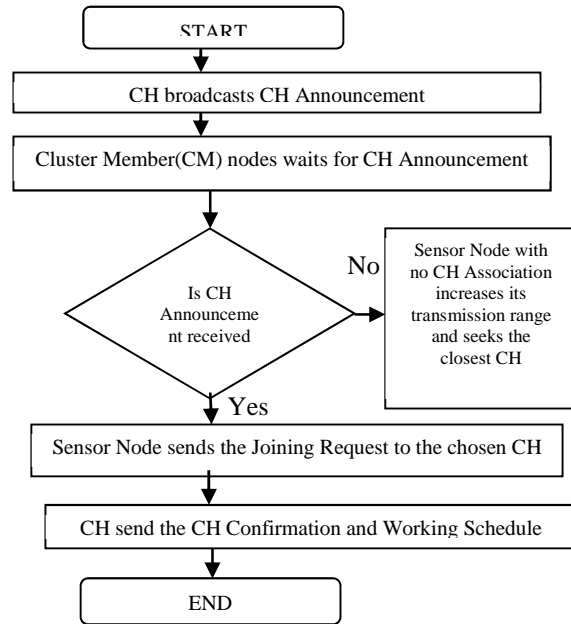 START
CH broadcasts CH Announcement
Cluster Member(CM) nodes waits for CH Announcement
Is CH
Announceme
nt received
No
Sensor Node with
no CH Association
increases its
transmission range
and seeks the
closest CH
Yes
Sensor Node sends the Joining Request to the chosen CH
CH send the CH Confirmation and Working Schedule
END